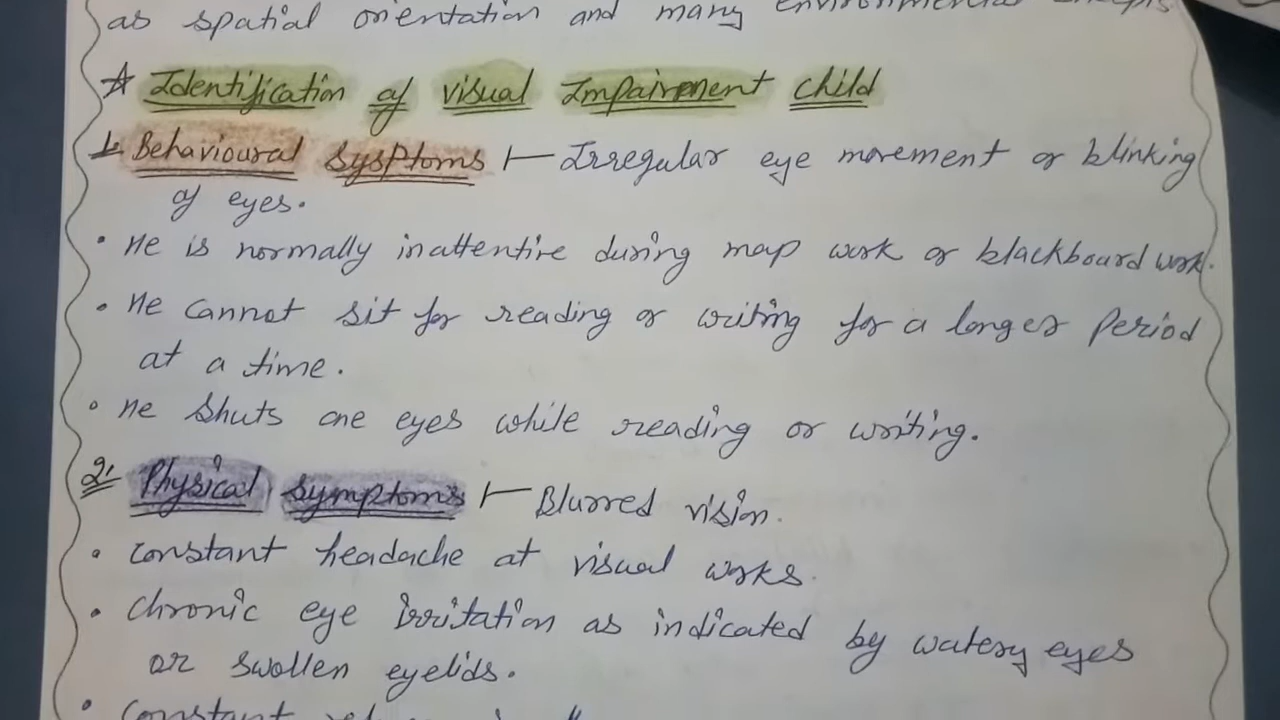 as spatial orientation and many environmental
☆ Identification of visual Impairment child
1. Behavioural Sysptoms :— Irregular eye movement or blinking
of eyes.
• He is normally inattentive during map work or blackboard work.
• He cannot sit for reading or writing for a longer period
at a time.
• He shuts one eyes while reading or writing.
2. Physical symptoms :— Blurred vision.
• constant headache at visual works.
• chronic eye irritation as indicated by watery eyes
or swollen eyelids.
• constant